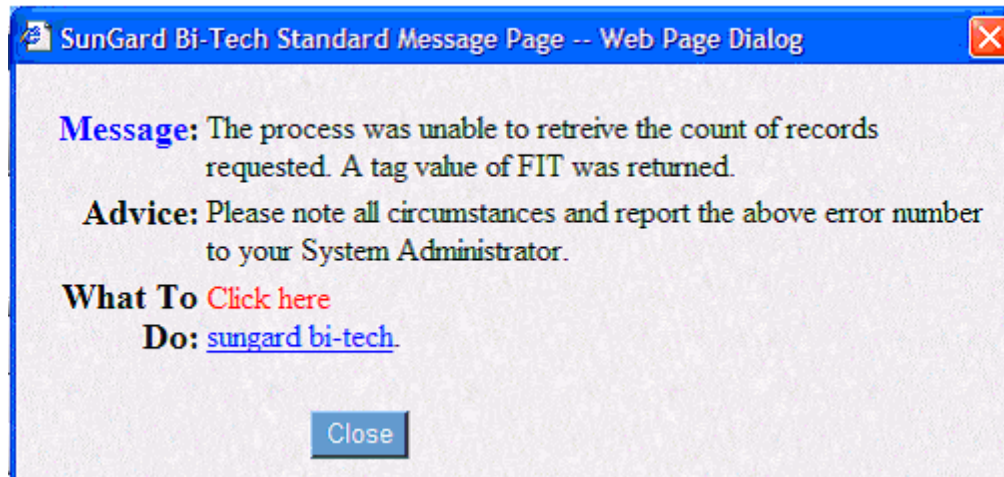 SunGard Bi-Tech Standard Message Page -- Web Page Dialog
Message: The process was unable to retreive the count of records
requested. A tag value of FIT was returned.
Advice: Please note all circumstances and report the above error number
to your System Administrator.
What To Click here
Do: sungard bi-tech.
Close